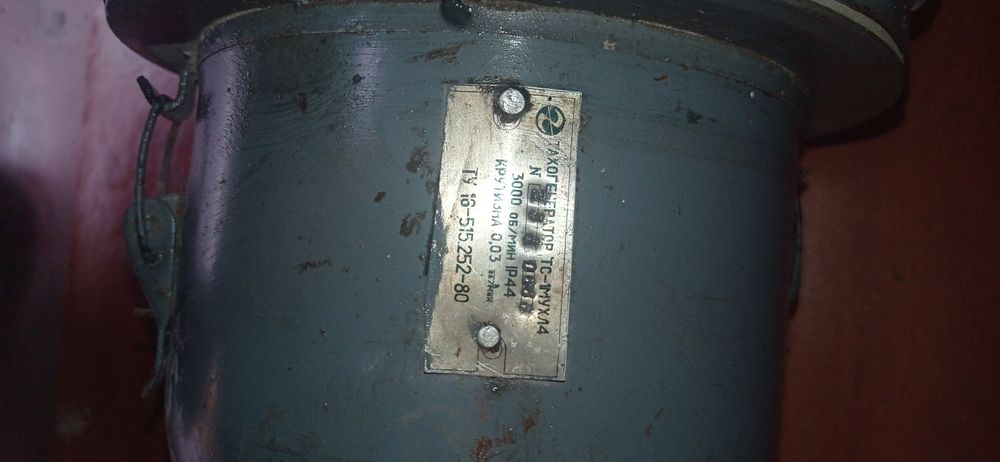 ТАХОГЕНЕРАТОР ТС-1МУХЛ4
N
3000 ОБ/МИН IP44
КРУТИЗНА 0,03
ТУ 16-515.252-80